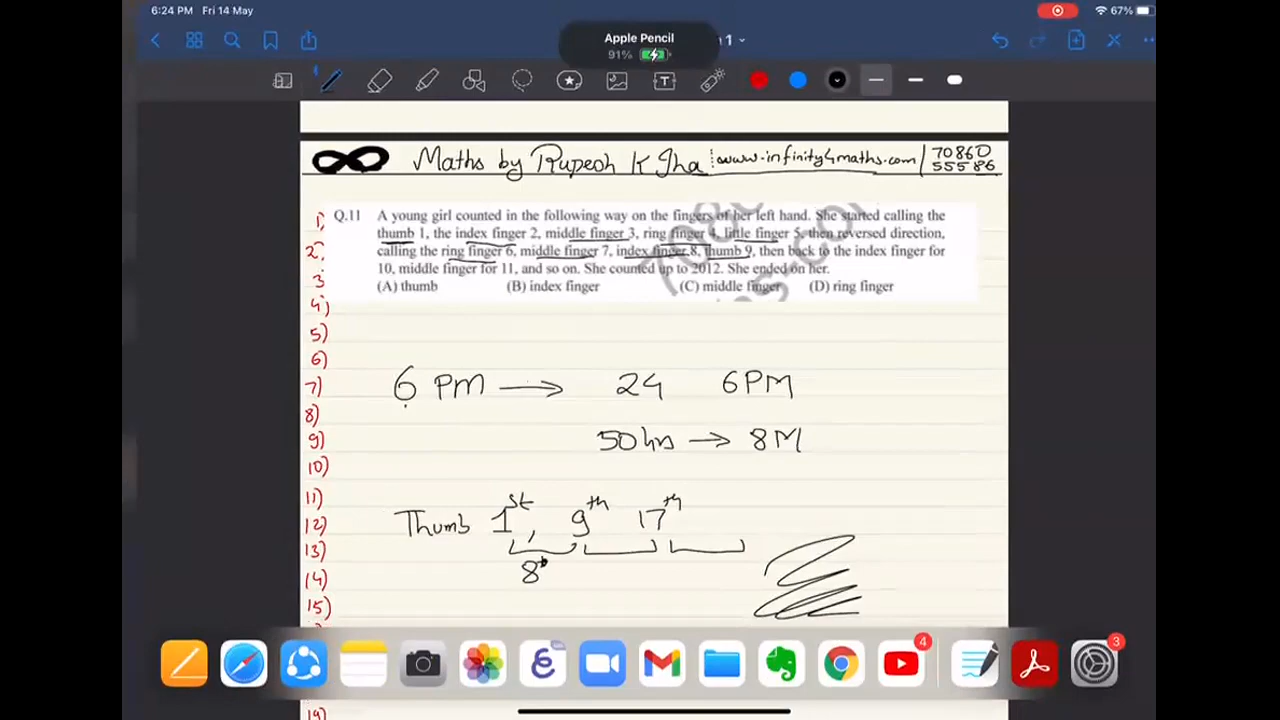 6:24 PM Fri 14 May
67%
Apple Pencil
91%
1
Maths by Rupesh K Jha www.infinity4maths.com 70860
55586
Q.11 A young girl counted in the following way on the fingers of her left hand. She started calling the
thumb 1, the index finger 2, middle finger 3, ring finger 4, little finger 5, then reversed direction,
calling the ring finger 6, middle finger 7, index finger 8, thumb 9, then back to the index finger for
10, middle finger for 11, and so on. She counted up to 2012. She ended on her.
(A) thumb (B) index finger (C) middle finger (D) ring finger
1)
2)
3
4)
5)
6)
7)
8)
9)
10)
11)
12)
13)
14)
15)
6 PM → 24 6PM
50hrs → 8M
Thumb 1st, 9th 17th
8
4
3